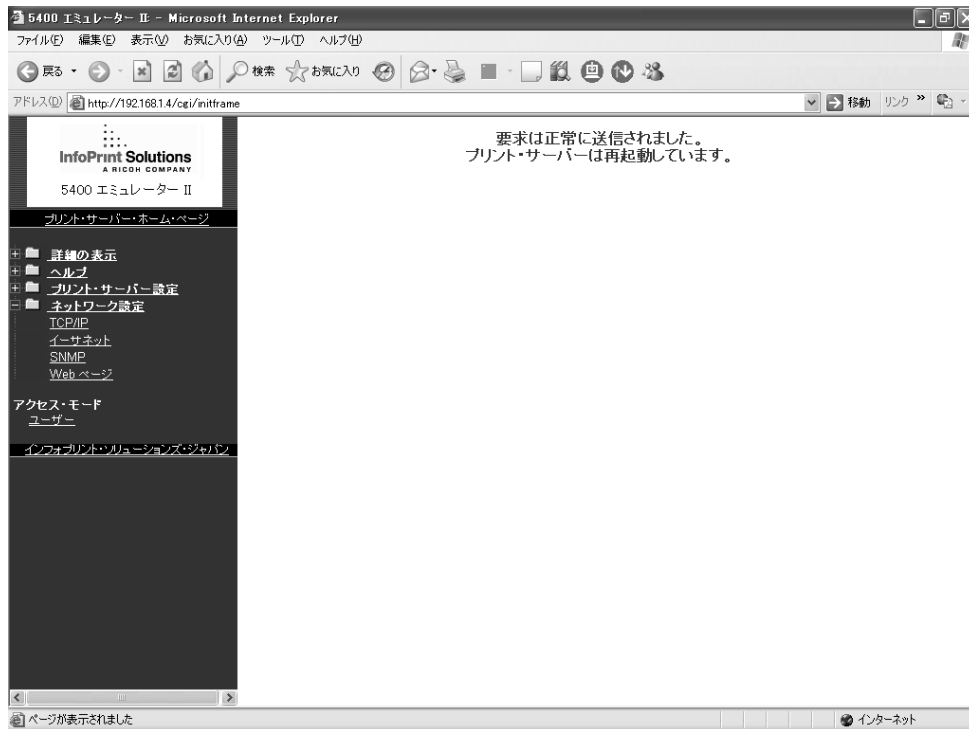 5400 エミュレーター II - Microsoft Internet Explorer
ファイル(F) 編集(E) 表示(V) お気に入り(A) ツール(T) ヘルプ(H)
戻る 検索 お気に入り
アドレス(D) http://192.168.1.4/cgi/initframe 移動 リンク »
InfoPrint Solutions
A RICOH COMPANY
5400 エミュレーター II
プリント・サーバー・ホーム・ページ
詳細の表示
ヘルプ
プリント・サーバー設定
ネットワーク設定
TCP/IP
イーサネット
SNMP
Web ページ
アクセス・モード
ユーザー
インフォプリント・ソリューションズ・ジャパン
要求は正常に送信されました。
プリント・サーバーは再起動しています。
ページが表示されました インターネット